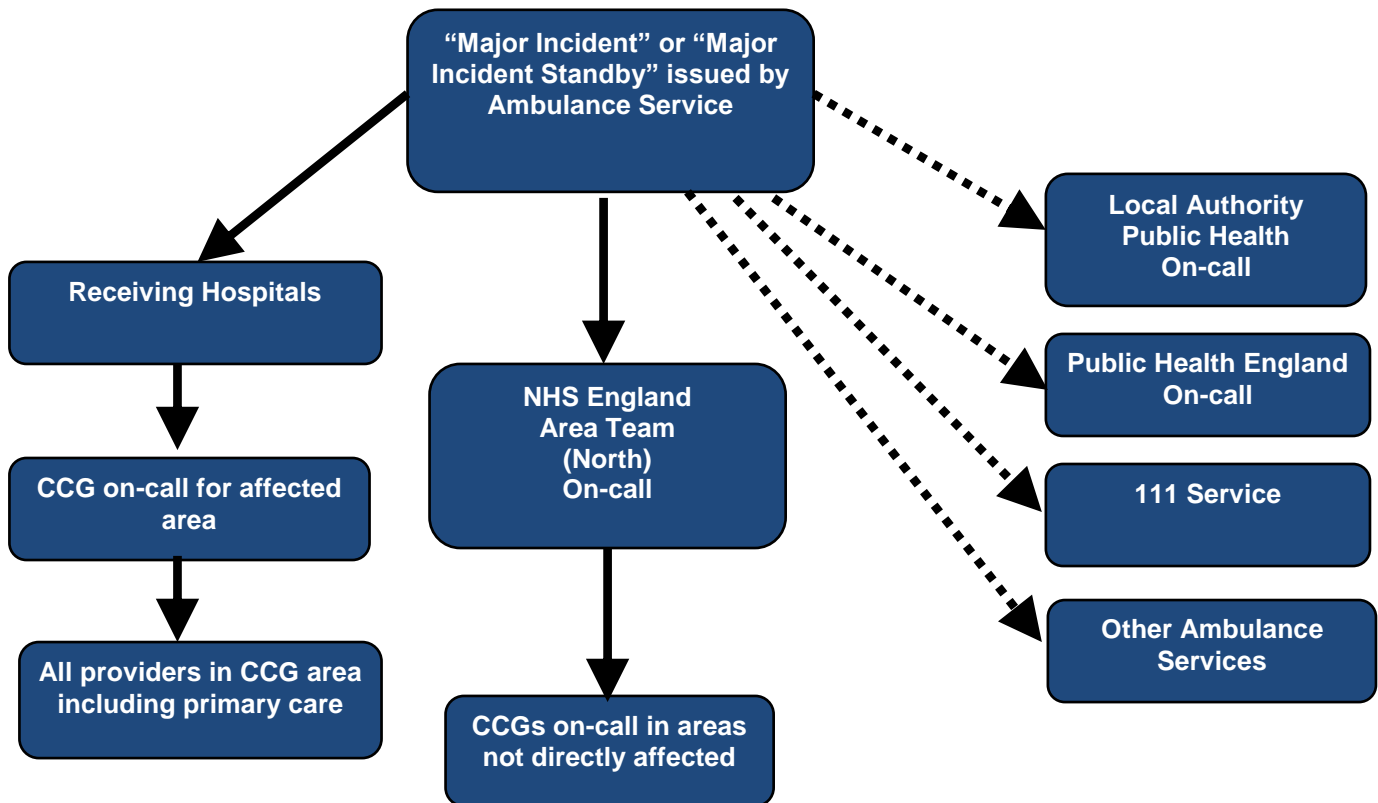 “Major Incident” or “Major
Incident Standby” issued by
Ambulance Service
Receiving Hospitals
CCG on-call for affected
area
All providers in CCG area
including primary care
NHS England
Area Team
(North)
On-call
CCGs on-call in areas
not directly affected
Local Authority
Public Health
On-call
Public Health England
On-call
111 Service
Other Ambulance
Services